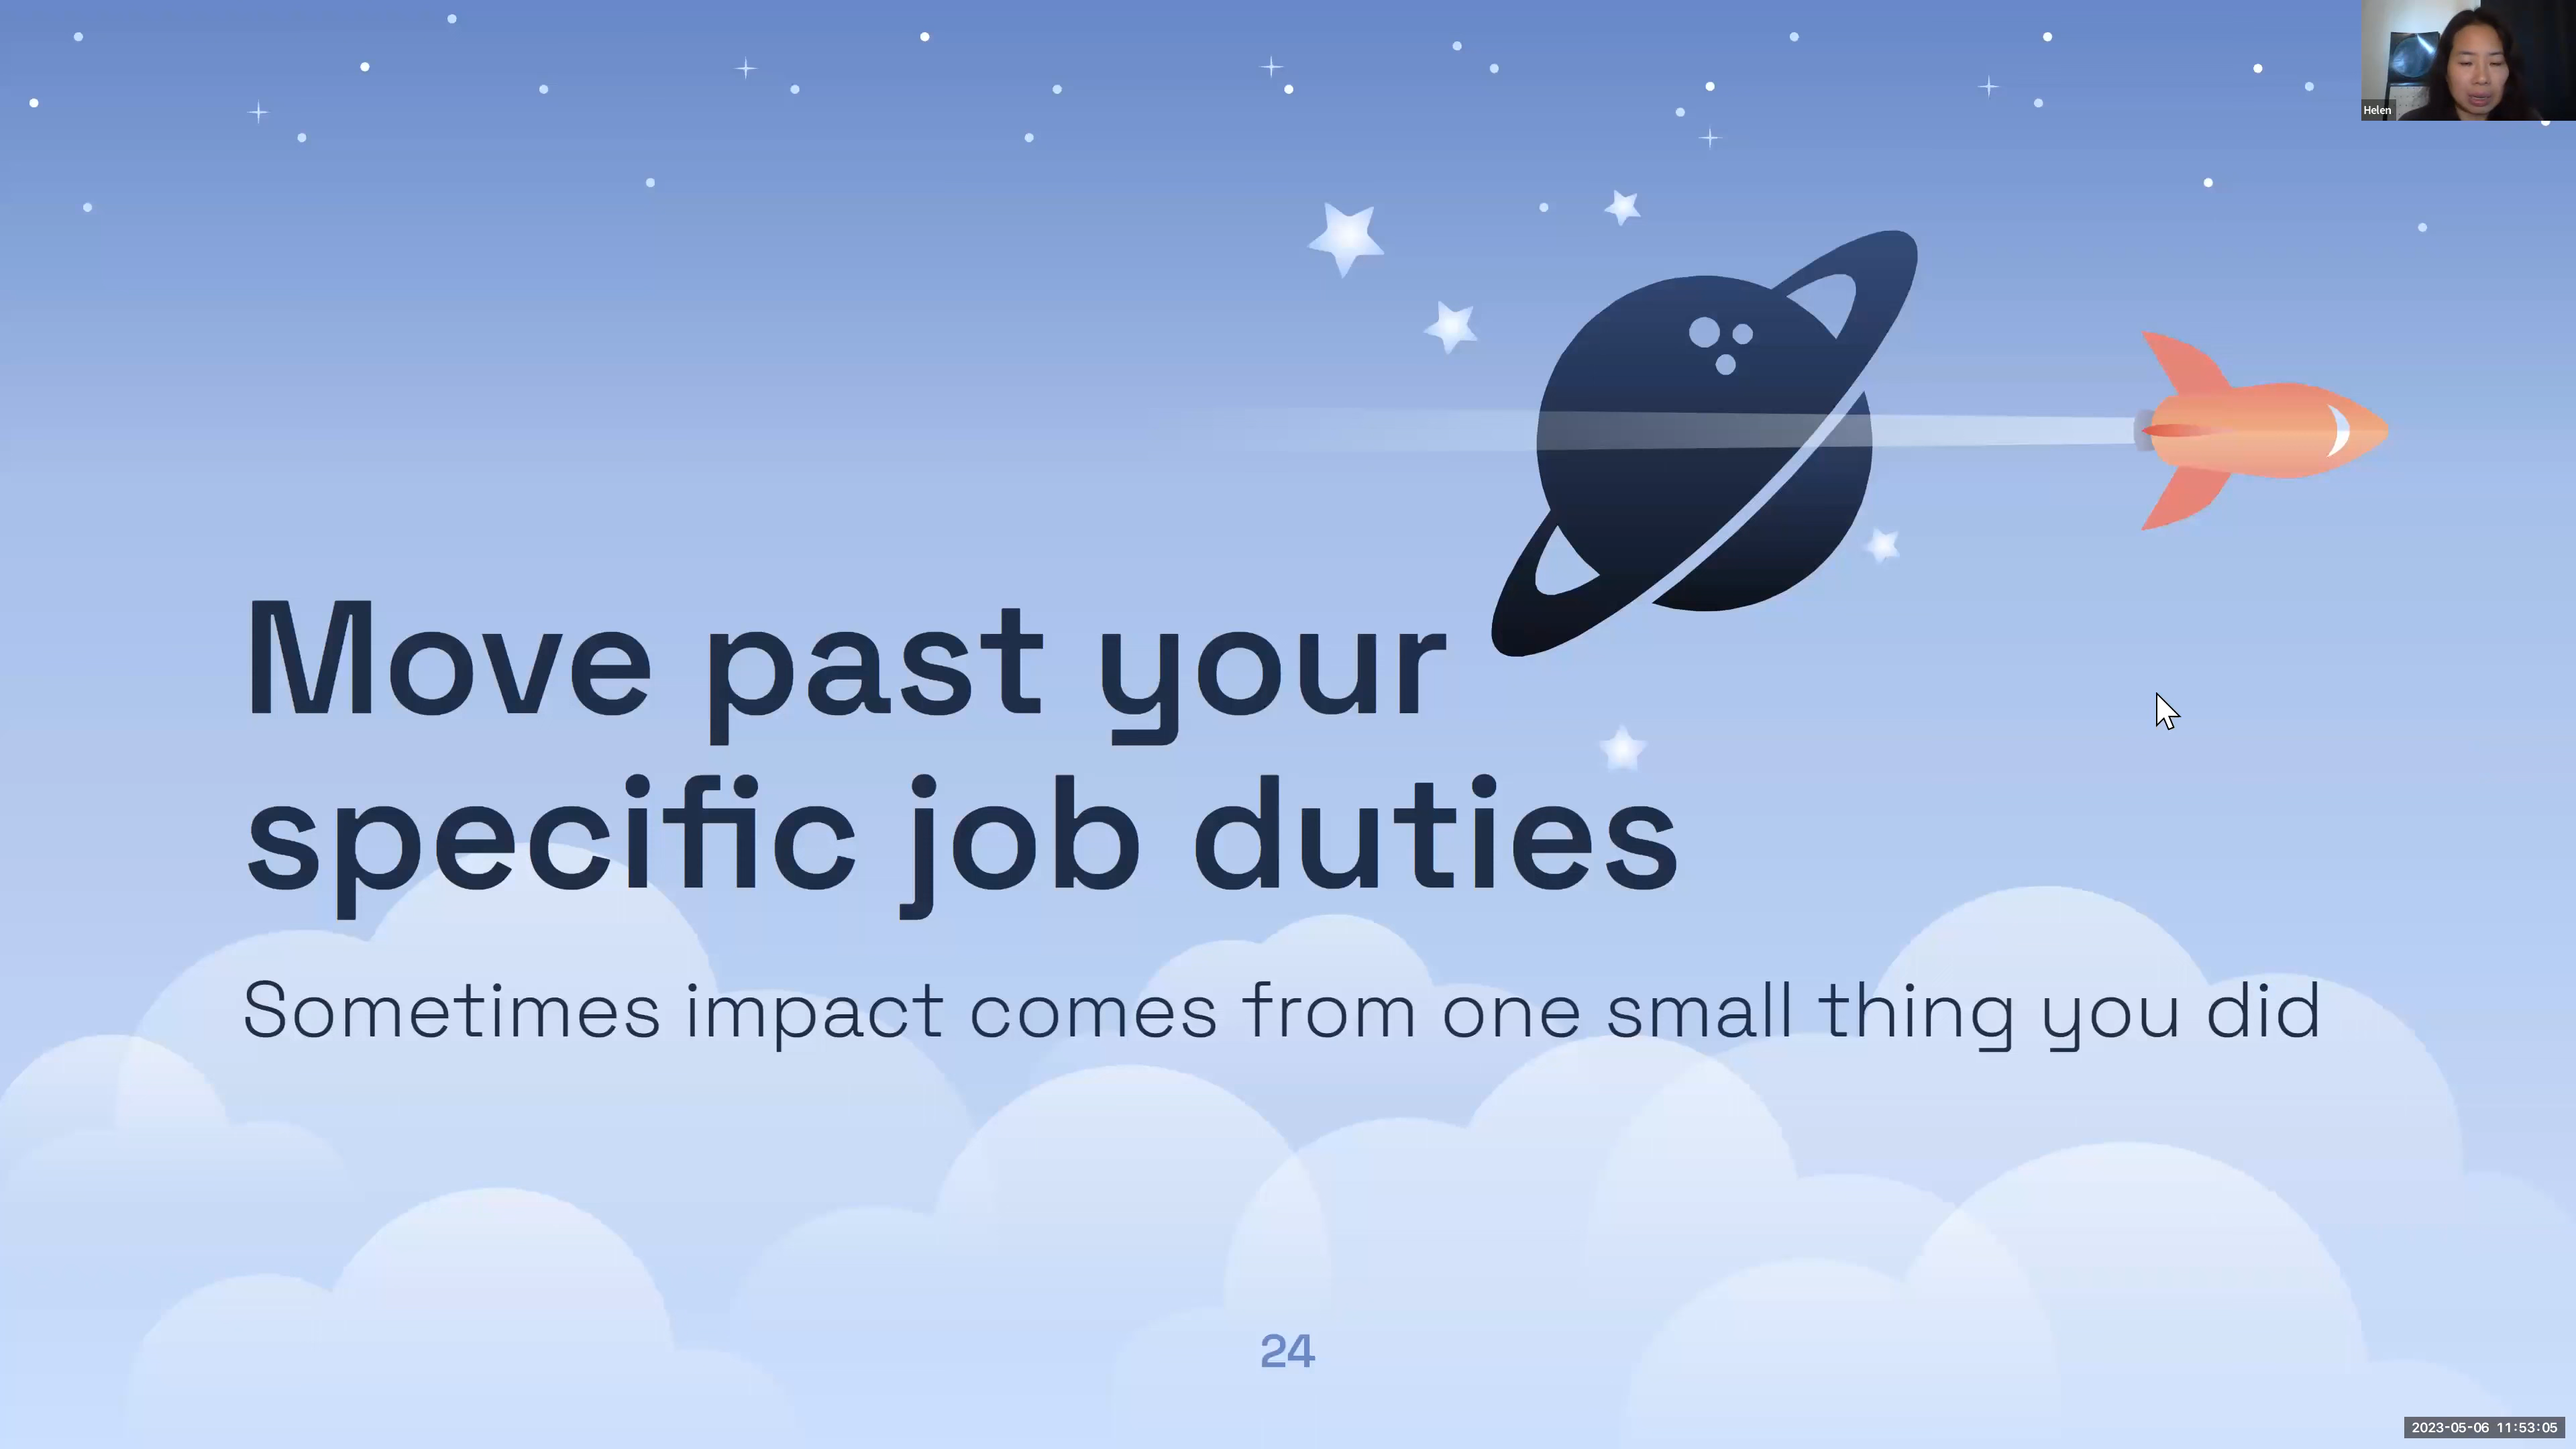 Helen
Move past your
specific job duties
Sometimes impact comes from one small thing you did
24
2023-05-06 11:53:05